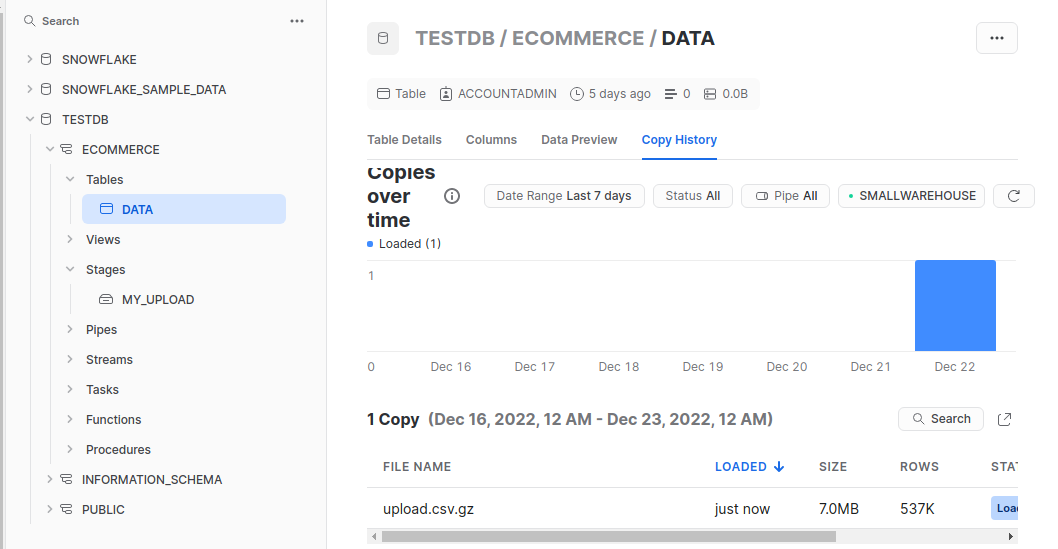 Search
SNOWFLAKE
SNOWFLAKE_SAMPLE_DATA
TESTDB
ECOMMERCE
Tables
DATA
Views
Stages
MY_UPLOAD
Pipes
Streams
Tasks
Functions
Procedures
INFORMATION_SCHEMA
PUBLIC
TESTDB / ECOMMERCE / DATA
Table ACCOUNTADMIN 5 days ago 0 0.0B
Table Details Columns Data Preview Copy History
Copies
over
time
Date Range Last 7 days Status All Pipe All SMALLWAREHOUSE
Loaded (1)
1
0 Dec 16 Dec 17 Dec 18 Dec 19 Dec 20 Dec 21 Dec 22
1 Copy (Dec 16, 2022, 12 AM - Dec 23, 2022, 12 AM) Search
FILE NAME LOADED SIZE ROWS STAT
upload.csv.gz just now 7.0MB 537K Loa